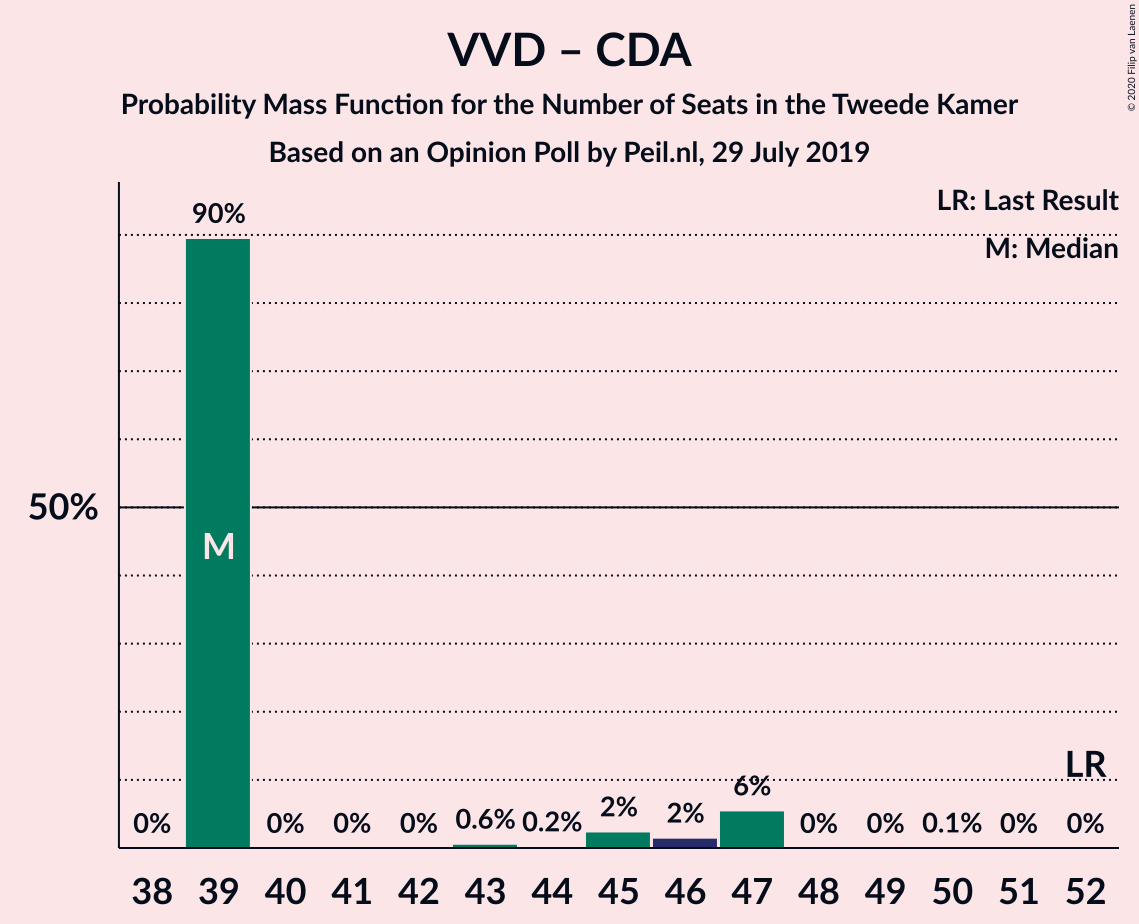 VVD – CDA
Probability Mass Function for the Number of Seats in the Tweede Kamer
Based on an Opinion Poll by Peil.nl, 29 July 2019
© 2020 Filip van Laenen
LR: Last Result
M: Median
50%
90%
M
LR
0% 0% 0% 0% 0.6% 0.2% 2% 2% 6% 0% 0% 0.1% 0% 0%
38 39 40 41 42 43 44 45 46 47 48 49 50 51 52